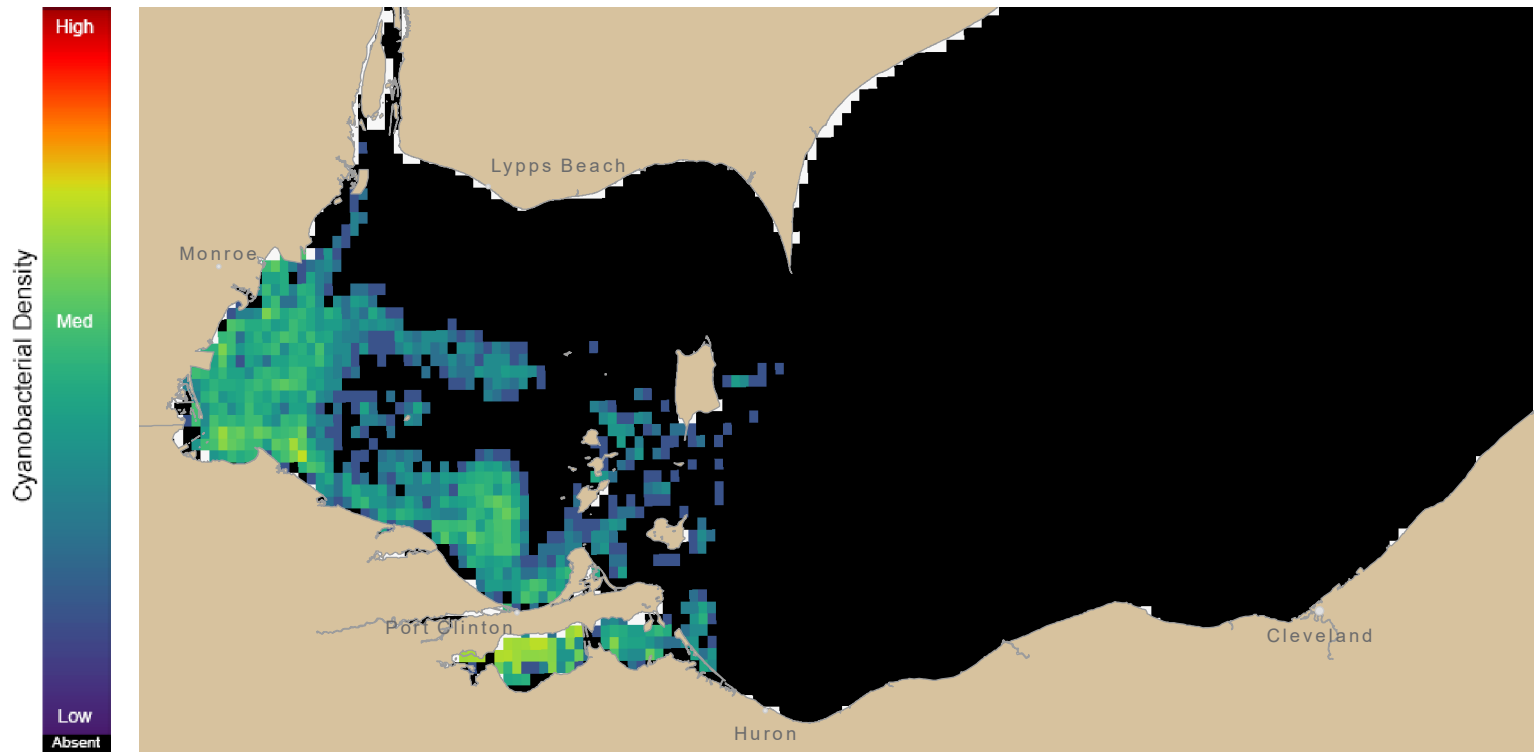 High
Lypps Beach
Monroe
Med
Cyanobacterial Density
Port Clinton
Cleveland
Low
Huron
Absent